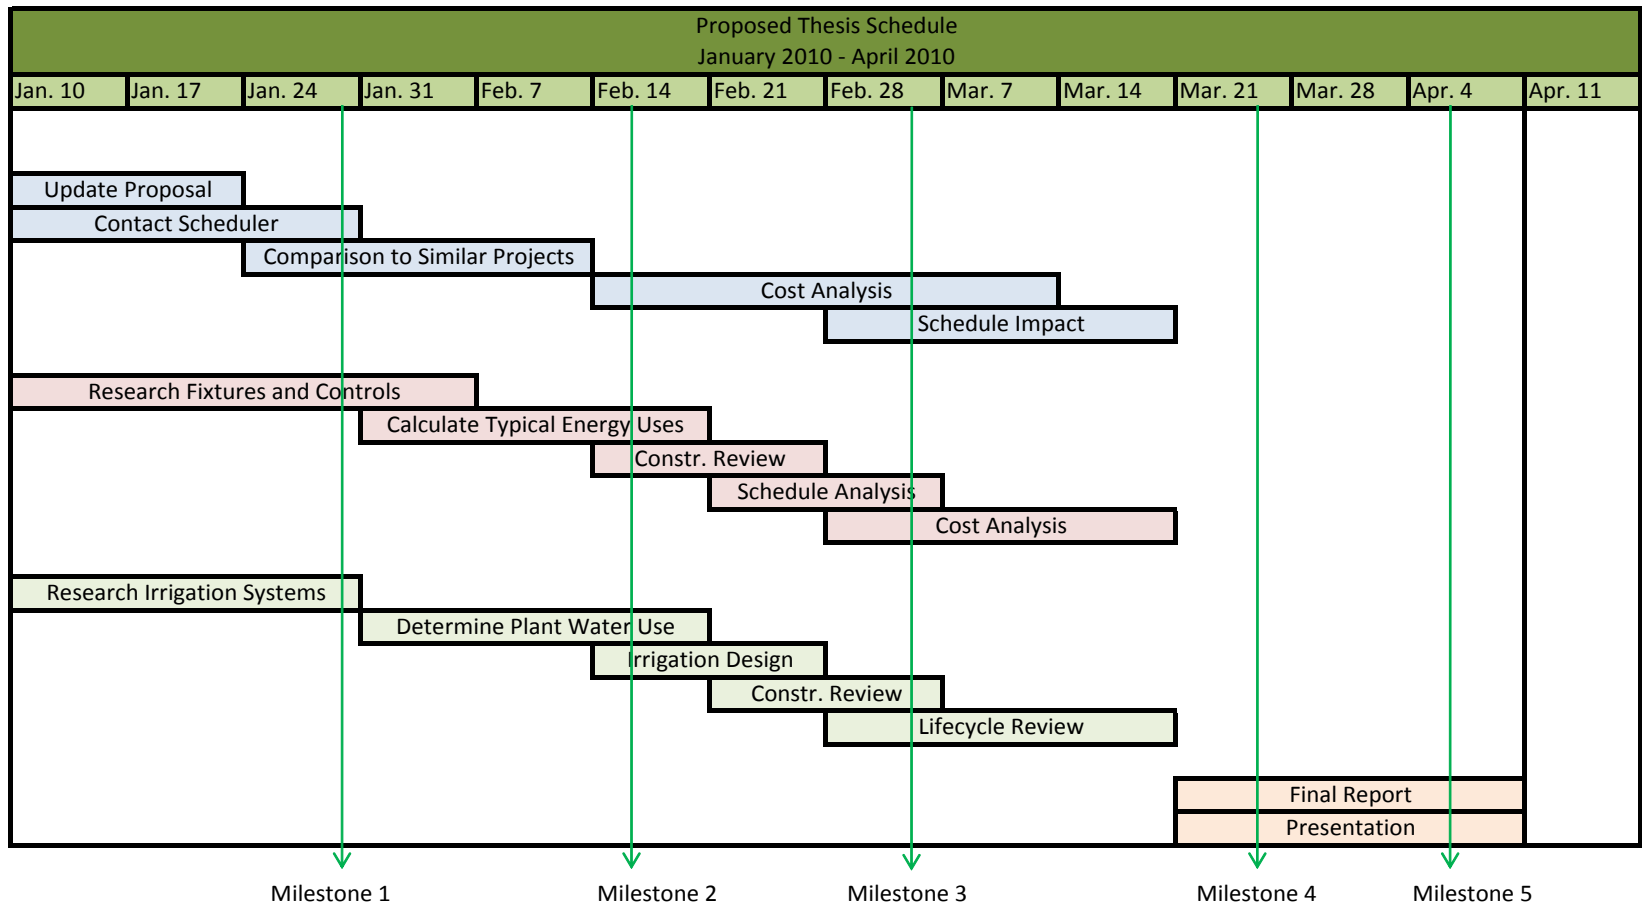 Proposed Thesis Schedule
January 2010 - April 2010
Jan. 10 Jan. 17 Jan. 24 Jan. 31 Feb. 7 Feb. 14 Feb. 21 Feb. 28 Mar. 7 Mar. 14 Mar. 21 Mar. 28 Apr. 4 Apr. 11
Update Proposal
Contact Scheduler
Comparison to Similar Projects
Cost Analysis
Schedule Impact
Research Fixtures and Controls
Calculate Typical Energy Uses
Constr. Review
Schedule Analysis
Cost Analysis
Research Irrigation Systems
Determine Plant Water Use
Irrigation Design
Constr. Review
Lifecycle Review
Final Report
Presentation
Milestone 1 Milestone 2 Milestone 3 Milestone 4 Milestone 5